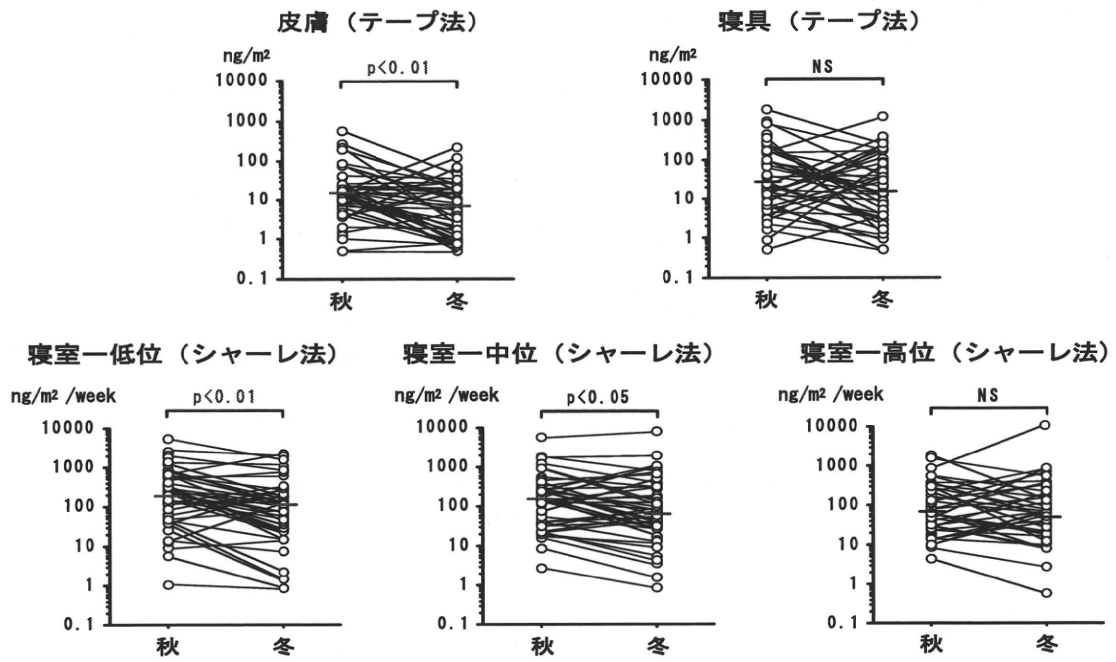 皮膚（テープ法）
ng/m²
p<0.01
10000
1000
100
10
1
0.1
秋
冬
寝具（テープ法）
ng/m²
NS
10000
1000
100
10
1
0.1
秋
冬
寝室ー低位（シャーレ法）
ng/m² /week
p<0.01
10000
1000
100
10
1
0.1
秋
冬
寝室ー中位（シャーレ法）
ng/m² /week
p<0.05
10000
1000
100
10
1
0.1
秋
冬
寝室ー高位（シャーレ法）
ng/m² /week
NS
10000
1000
100
10
1
0.1
秋
冬